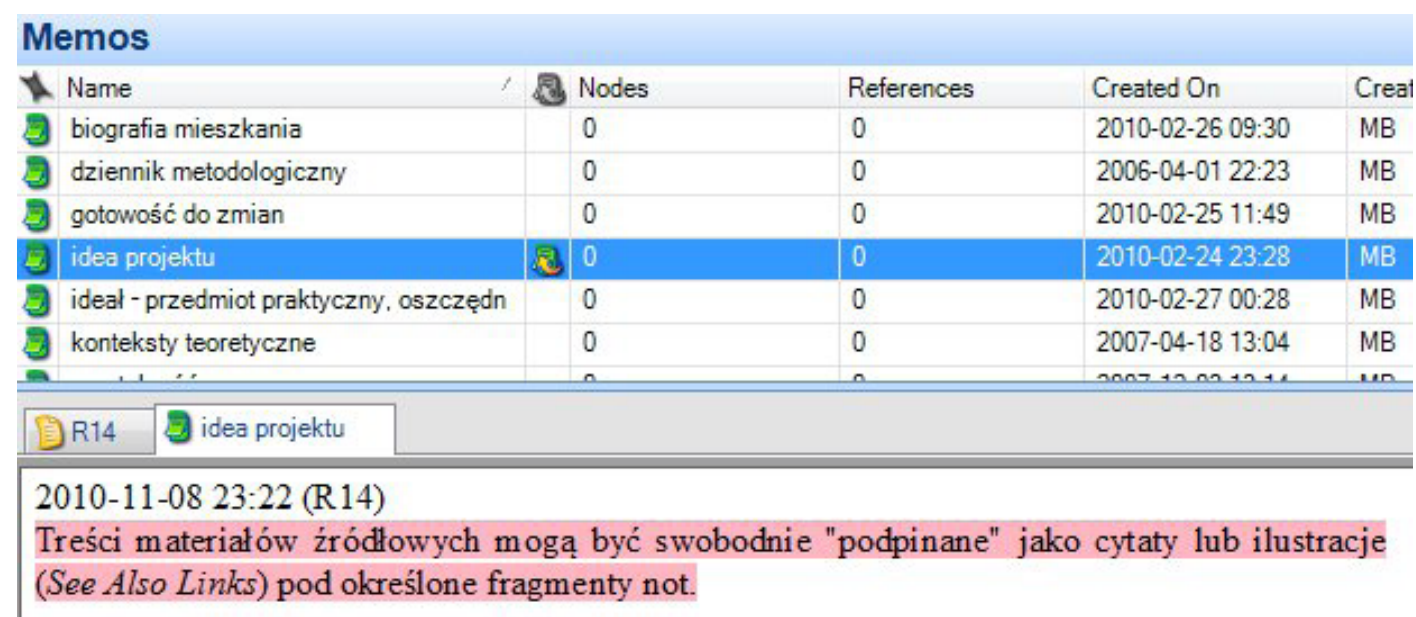 Memos
Name / Nodes References Created On Creat
biografia mieszkania 0 0 2010-02-26 09:30 MB
dziennik metodologiczny 0 0 2006-04-01 22:23 MB
gotowość do zmian 0 0 2010-02-25 11:49 MB
idea projektu 0 0 2010-02-24 23:28 MB
ideał - przedmiot praktyczny, oszczędn 0 0 2010-02-27 00:28 MB
konteksty teoretyczne 0 0 2007-04-18 13:04 MB
R14 idea projektu
2010-11-08 23:22 (R14)
Treści materiałów źródłowych mogą być swobodnie "podpinane" jako cytaty lub ilustracje
(See Also Links) pod określone fragmenty not.